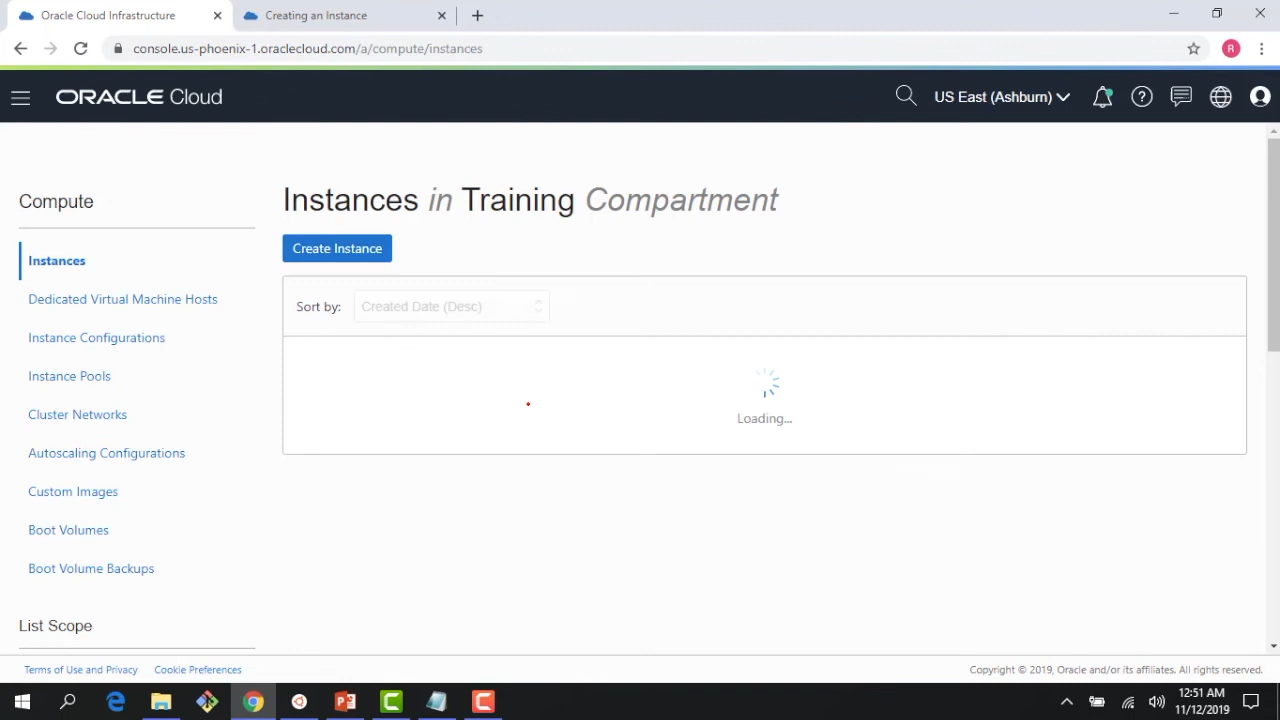 Oracle Cloud Infrastructure
Creating an Instance
console.us-phoenix-1.oraclecloud.com/a/compute/instances
R
ORACLE Cloud
US East (Ashburn)
Compute
Instances
Dedicated Virtual Machine Hosts
Instance Configurations
Instance Pools
Cluster Networks
Autoscaling Configurations
Custom Images
Boot Volumes
Boot Volume Backups
List Scope
Instances in Training Compartment
Create Instance
Sort by: Created Date (Desc)
Loading...
Terms of Use and Privacy Cookie Preferences
Copyright © 2019, Oracle and/or its affiliates. All rights reserved.
12:51 AM
11/12/2019